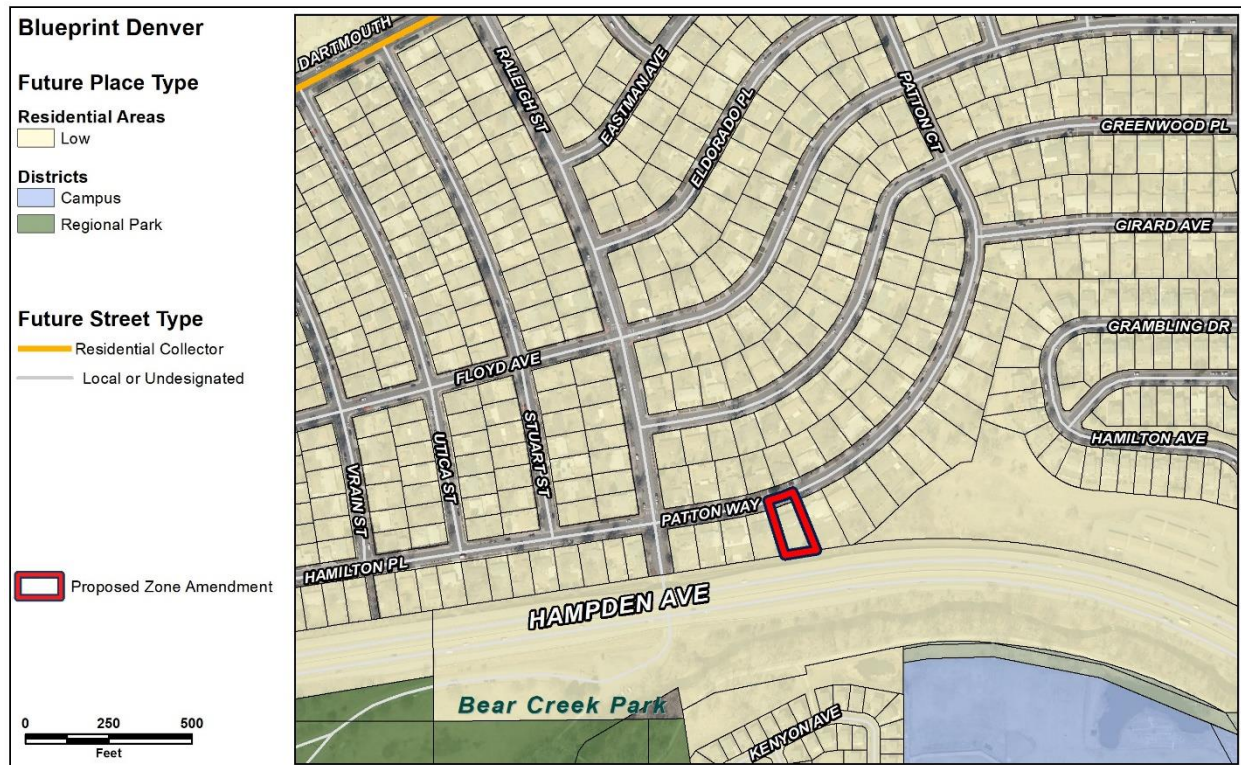 Blueprint Denver
Future Place Type
Residential Areas
Low
Districts
Campus
Regional Park
Future Street Type
Residential Collector
Local or Undesignated
Proposed Zone Amendment
0 250 500
Feet
DARTMOUTH
RALEIGH ST
EASTMAN AVE
ELDORADO PL
PATTON CT
GREENWOOD PL
GIRARD AVE
GRAMBLING DR
HAMILTON AVE
FLOYD AVE
VRAIN ST
UTICA ST
STUART ST
PATTON WAY
HAMILTON PL
HAMPDEN AVE
Bear Creek Park
KENYON AVE